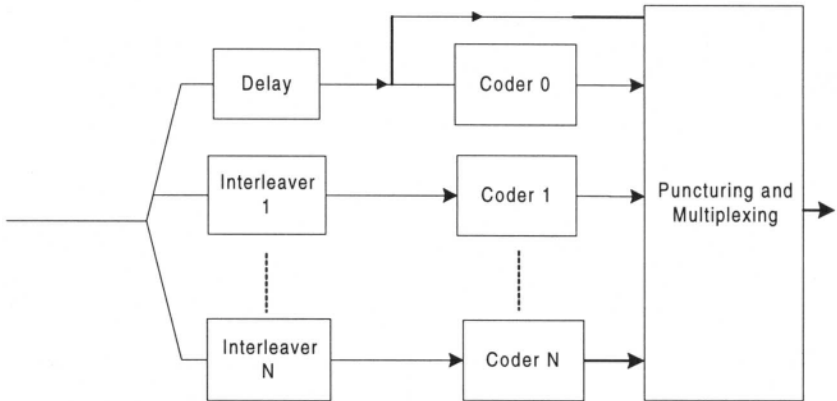 Delay
Coder 0
Interleaver
1
Coder 1
Puncturing and
Multiplexing
Interleaver
N
Coder N